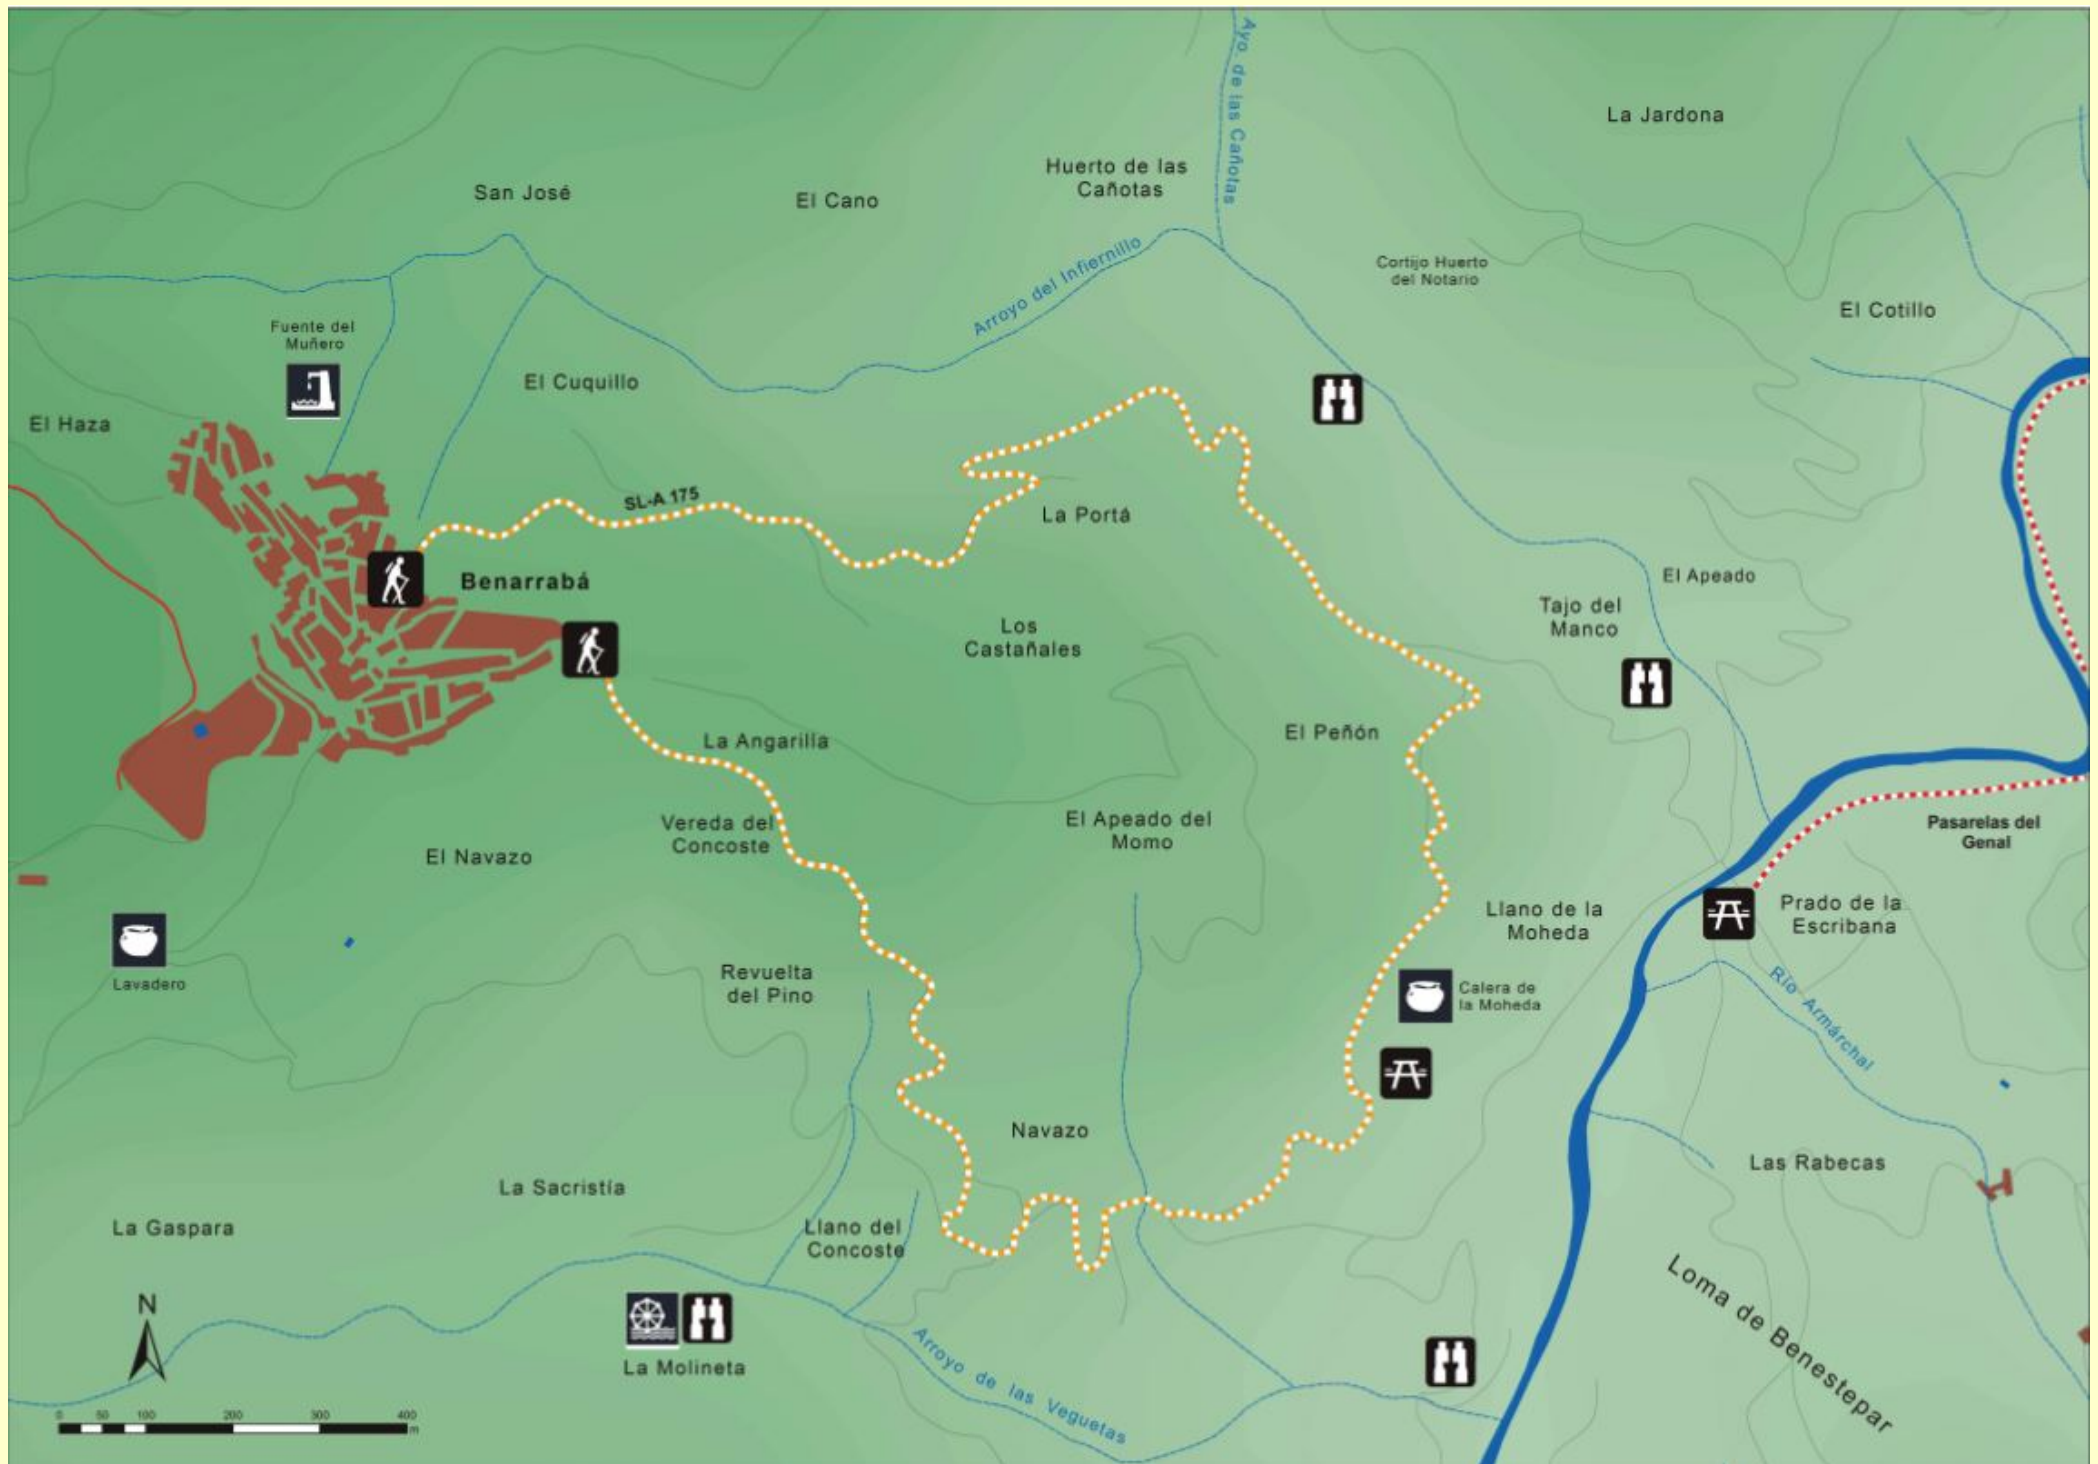 Ayo. de las Cañotas
La Jardona
Huerto de las
Cañotas
San José
El Cano
Arroyo del Infiernillo
Cortijo Huerto
del Notario
El Cotillo
Fuente del
Muñero
El Cuquillo
El Haza
SL-A 175
La Portá
Benarrabá
El Apeado
Tajo del
Manco
Los
Castañales
El Peñón
La Angarilla
Vereda del
Concoste
El Apeado del
Momo
Pasarelas del
Genal
El Navazo
Llano de la
Moheda
Prado de la
Escribana
Lavadero
Revuelta
del Pino
Calera de
la Moheda
Río Armárchal
Navazo
Las Rabecas
La Sacristía
La Gaspara
Llano del
Concoste
Loma de Benestepar
N
La Molineta
Arroyo de las Veguetas
0 50 100 200 300 400
m